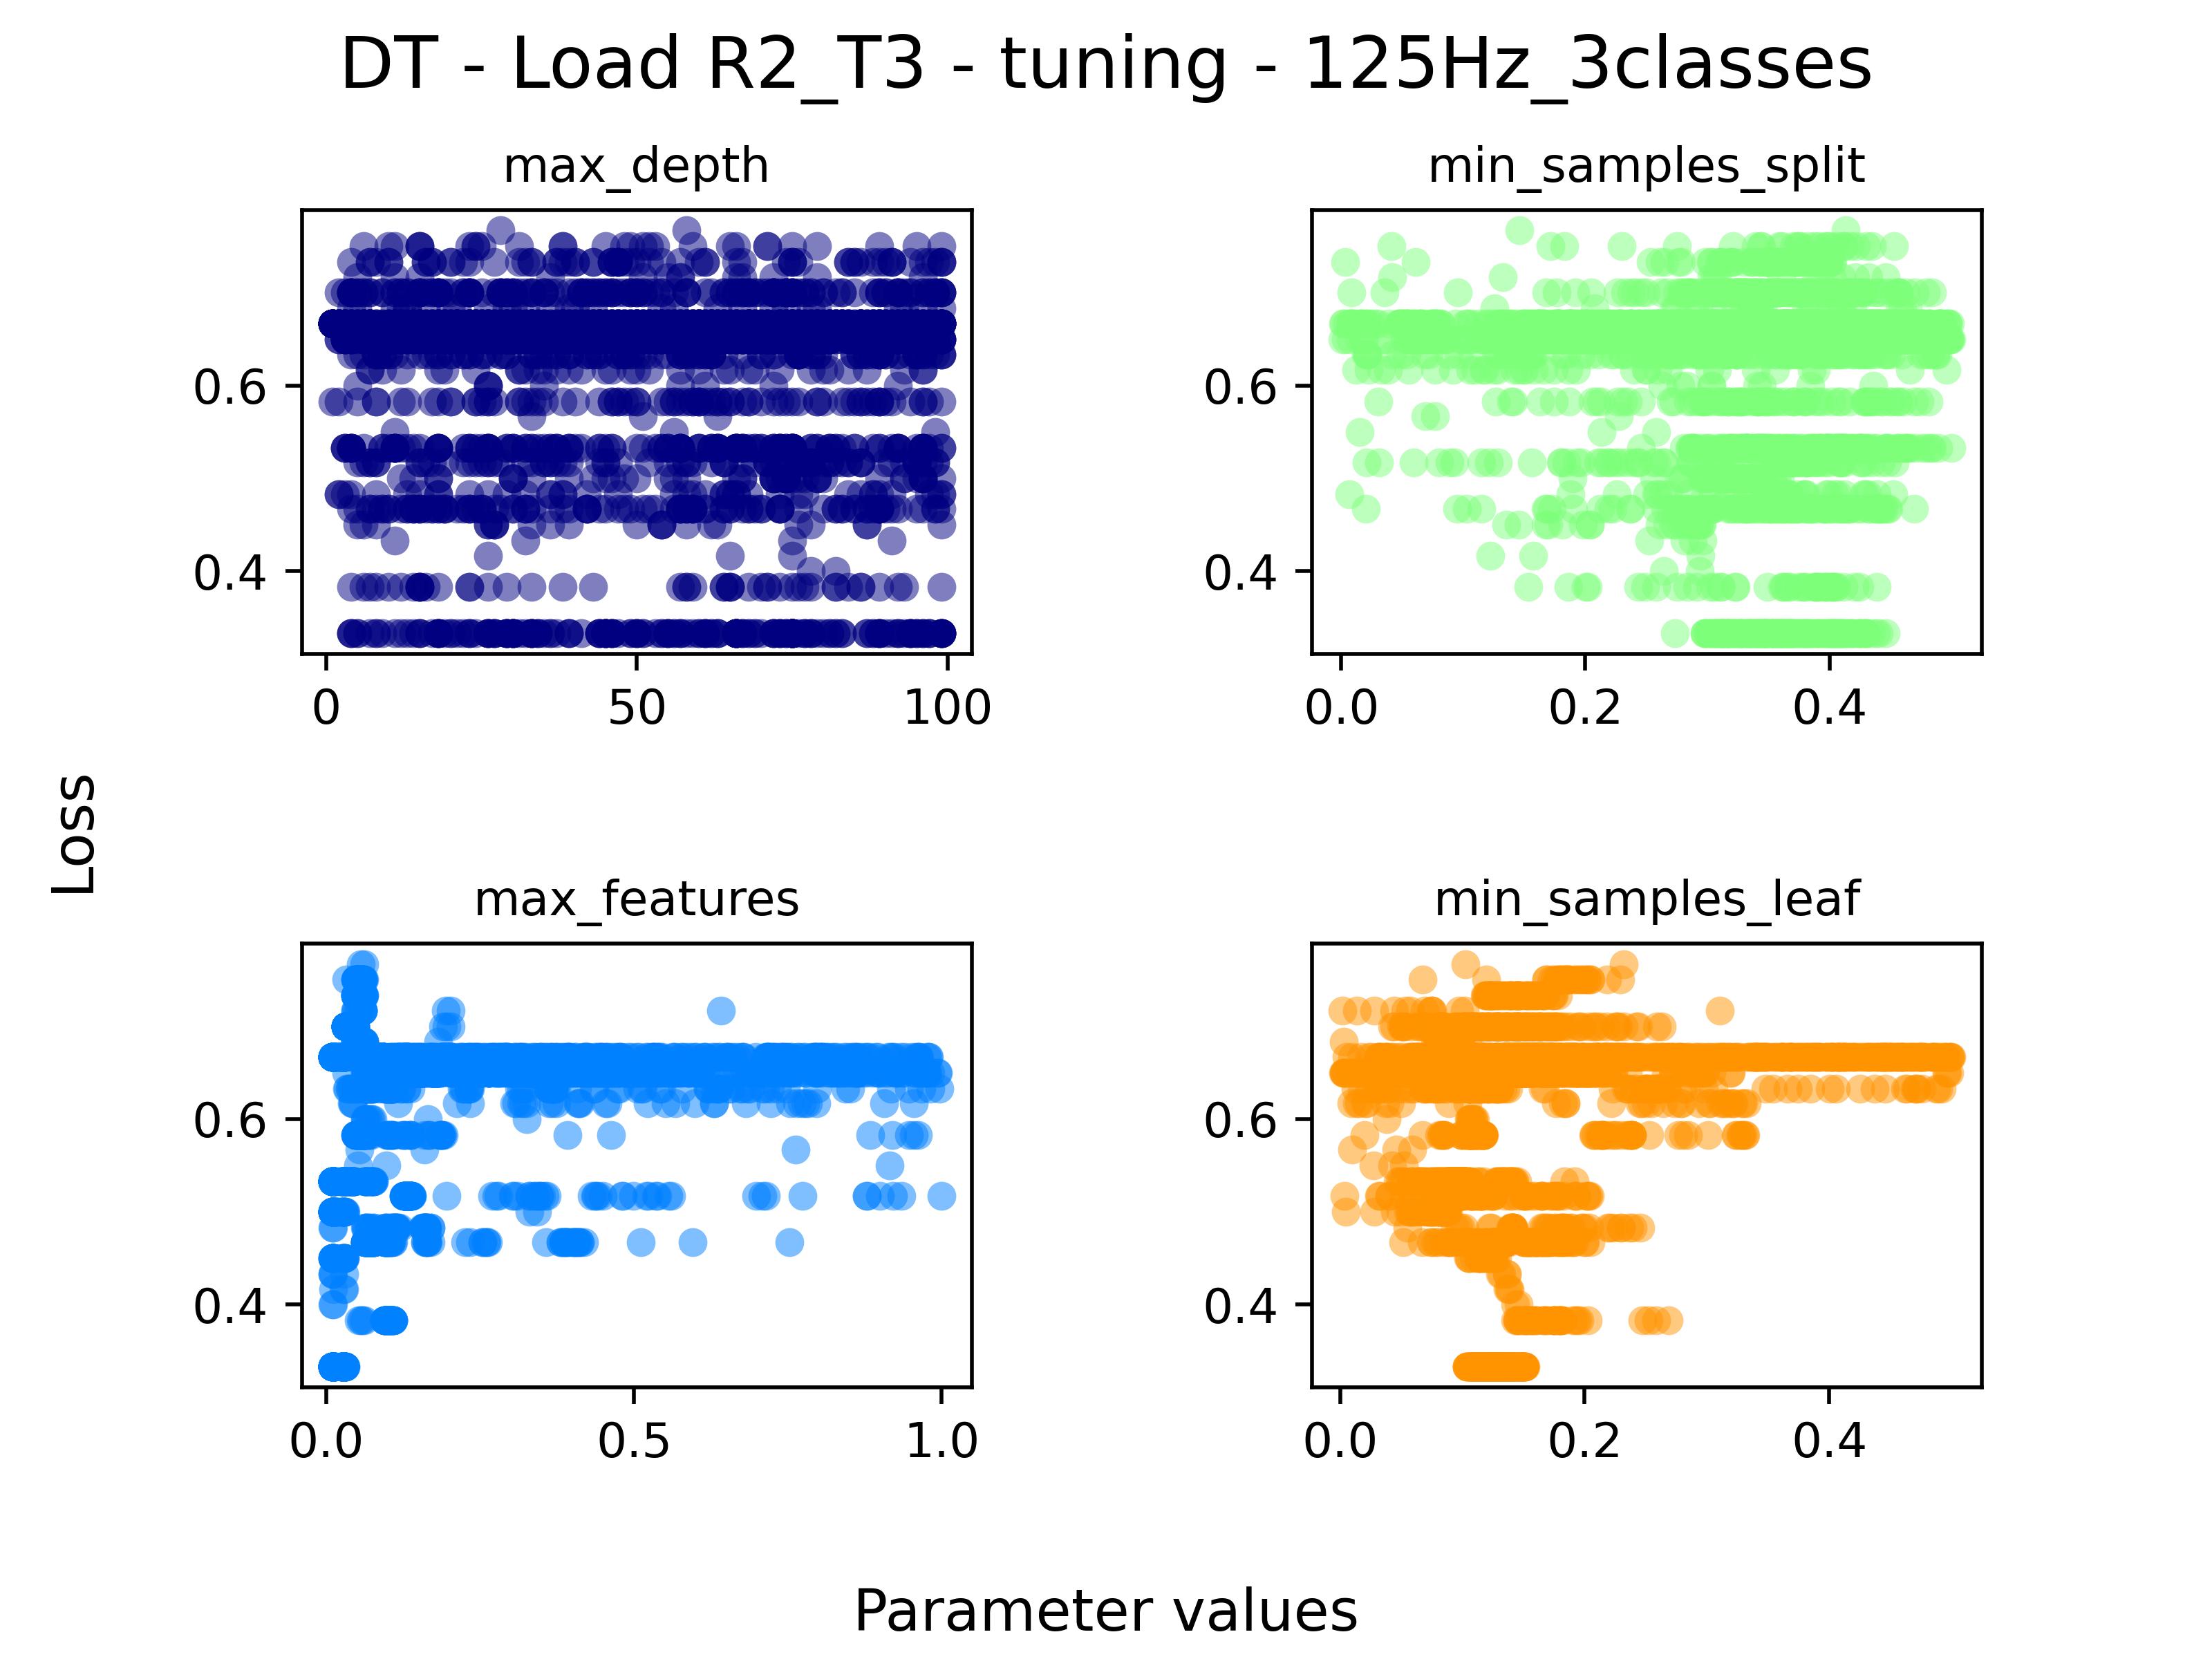 DT - Load R2_T3 - tuning - 125Hz_3classes
max_depth
min_samples_split
0.6
0.4
0
50
100
0.6
0.4
0.0
0.2
0.4
Loss
max_features
min_samples_leaf
0.6
0.4
0.0
0.5
1.0
0.6
0.4
0.0
0.2
0.4
Parameter values